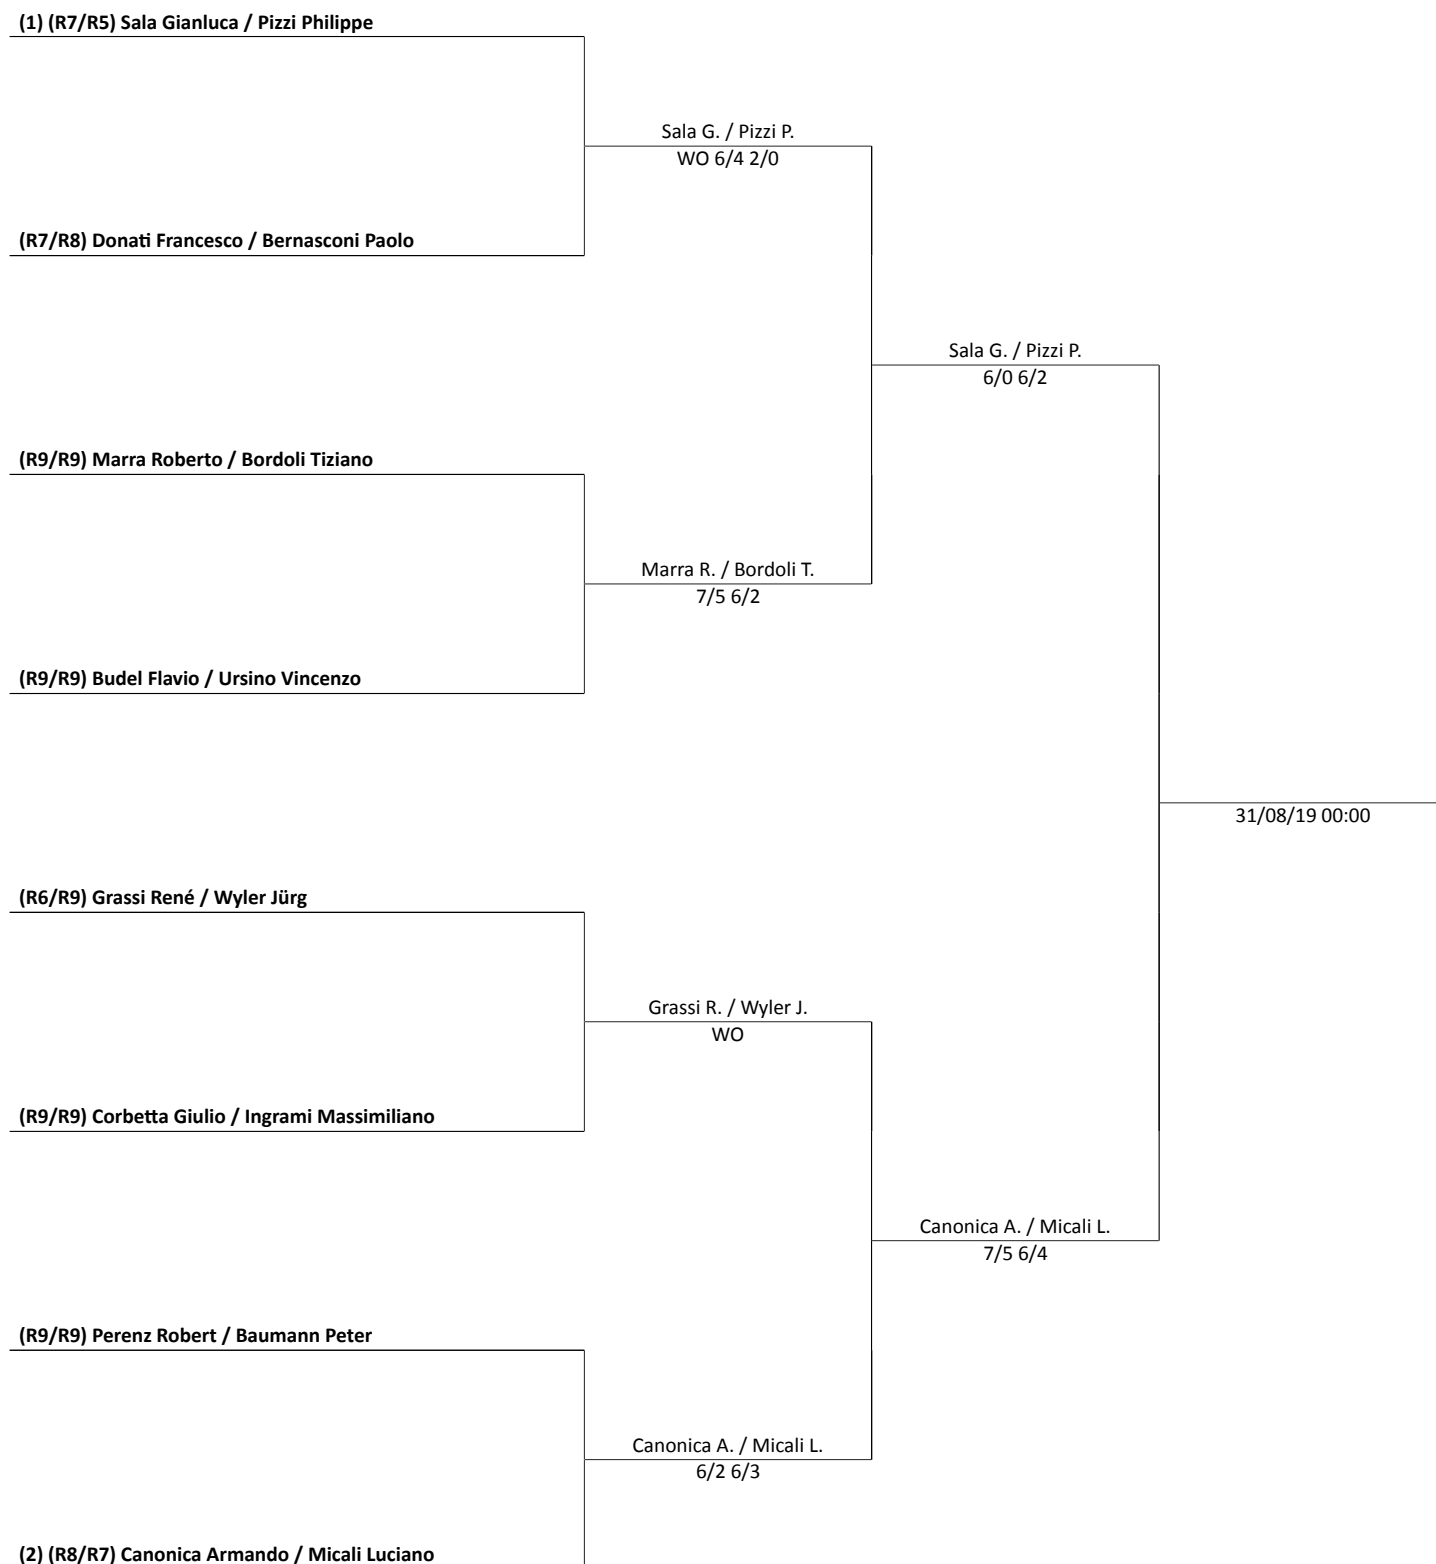 (1) (R7/R5) Sala Gianluca / Pizzi Philippe
Sala G. / Pizzi P.
WO 6/4 2/0
(R7/R8) Donati Francesco / Bernasconi Paolo
Sala G. / Pizzi P.
6/0 6/2
(R9/R9) Marra Roberto / Bordoli Tiziano
Marra R. / Bordoli T.
7/5 6/2
(R9/R9) Budel Flavio / Ursino Vincenzo
31/08/19 00:00
(R6/R9) Grassi René / Wyler Jürg
Grassi R. / Wyler J.
WO
(R9/R9) Corbetta Giulio / Ingrami Massimiliano
Canonica A. / Micali L.
7/5 6/4
(R9/R9) Perenz Robert / Baumann Peter
Canonica A. / Micali L.
6/2 6/3
(2) (R8/R7) Canonica Armando / Micali Luciano